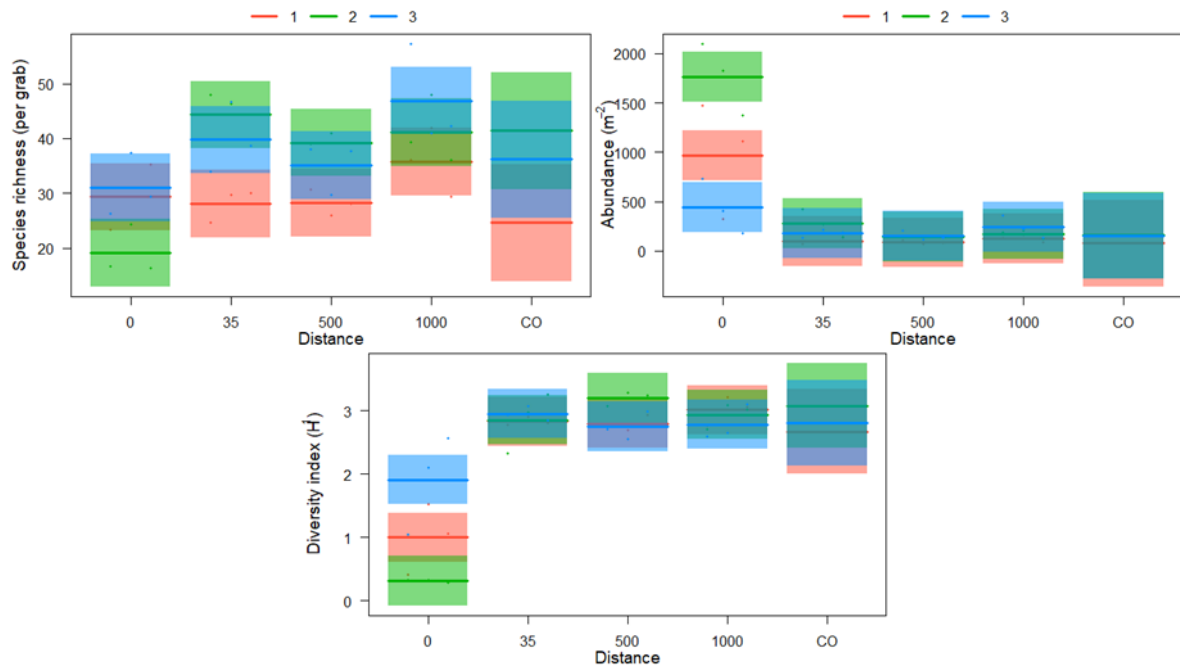 1 2 3
Species richness (per grab)
50
40
30
20
0 35 500 1000 CO
Distance
1 2 3
Abundance (m⁻²)
2000
1500
1000
500
0
0 35 500 1000 CO
Distance
Diversity index (H')
3
2
1
0
0 35 500 1000 CO
Distance